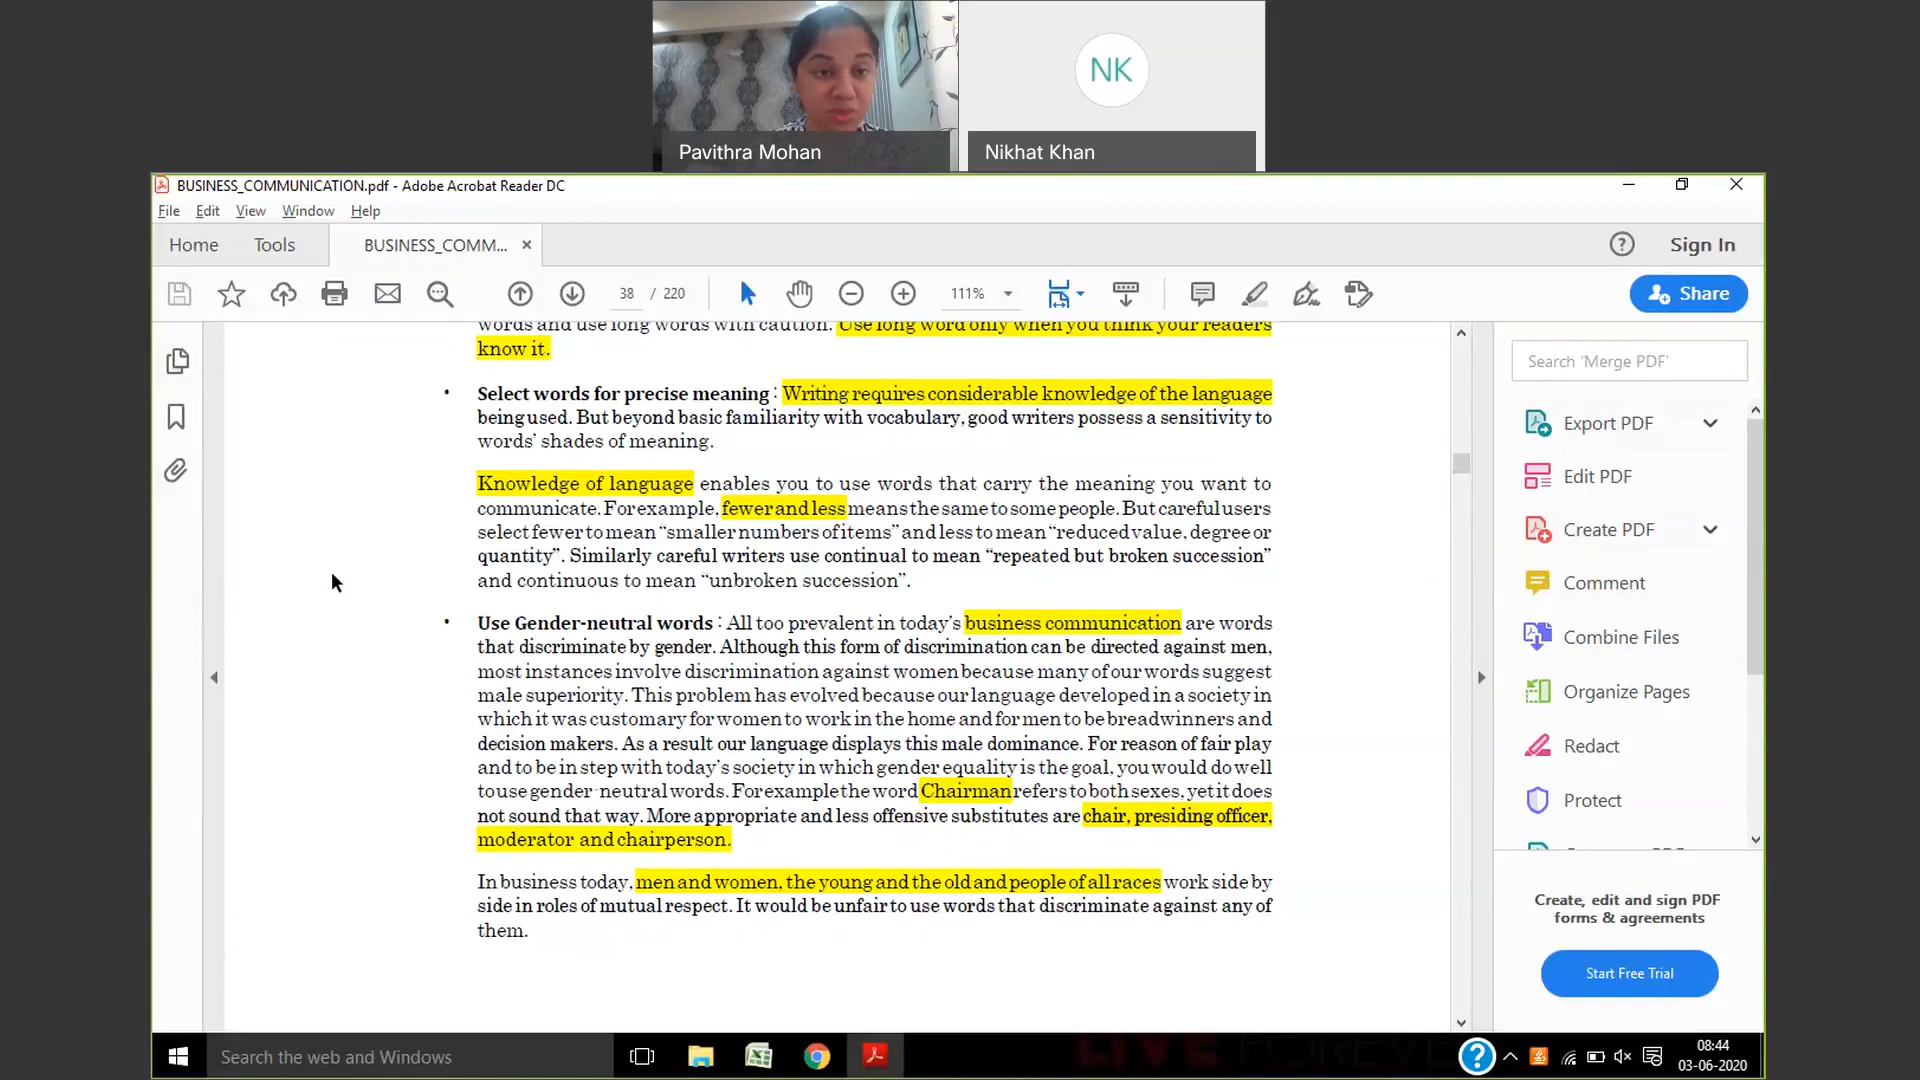 NK
Pavithra Mohan
Nikhat Khan
BUSINESS_COMMUNICATION.pdf - Adobe Acrobat Reader DC
File Edit View Window Help
Home Tools BUSINESS_COMM... × Sign In
38 / 220 111% Share
words and use long words with caution. Use long word only when you think your readers
know it.
• Select words for precise meaning : Writing requires considerable knowledge of the language
being used. But beyond basic familiarity with vocabulary, good writers possess a sensitivity to
words' shades of meaning.
Knowledge of language enables you to use words that carry the meaning you want to
communicate. For example, fewer and less means the same to some people. But careful users
select fewer to mean "smaller numbers of items" and less to mean "reduced value, degree or
quantity". Similarly careful writers use continual to mean "repeated but broken succession"
and continuous to mean "unbroken succession".
• Use Gender-neutral words : All too prevalent in today's business communication are words
that discriminate by gender. Although this form of discrimination can be directed against men,
most instances involve discrimination against women because many of our words suggest
male superiority. This problem has evolved because our language developed in a society in
which it was customary for women to work in the home and for men to be breadwinners and
decision makers. As a result our language displays this male dominance. For reason of fair play
and to be in step with today's society in which gender equality is the goal, you would do well
to use gender-neutral words. For example the word Chairman refers to both sexes, yet it does
not sound that way. More appropriate and less offensive substitutes are chair, presiding officer,
moderator and chairperson.
In business today, men and women, the young and the old and people of all races work side by
side in roles of mutual respect. It would be unfair to use words that discriminate against any of
them.
Search 'Merge PDF'
Export PDF
Edit PDF
Create PDF
Comment
Combine Files
Organize Pages
Redact
Protect
Create, edit and sign PDF
forms & agreements
Start Free Trial
Search the web and Windows
08:44
03-06-2020